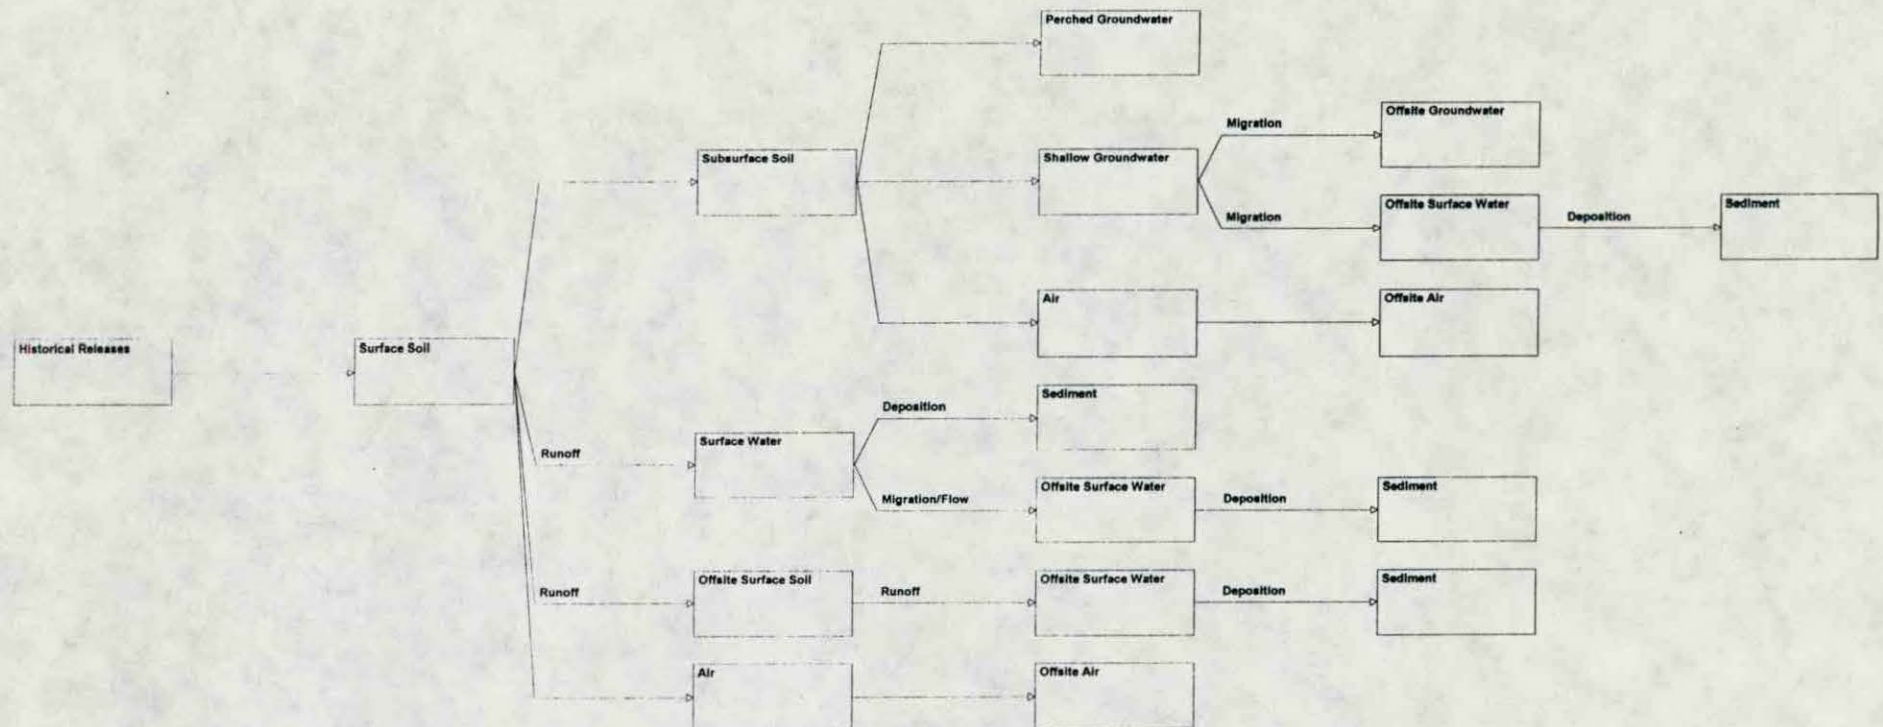 Perched Groundwater
Offsite Groundwater
Migration
Subsurface Soil
Shallow Groundwater
Offsite Surface Water
Sediment
Migration
Deposition
Air
Offsite Air
Historical Releases
Surface Soil
Sediment
Deposition
Surface Water
Runoff
Offsite Surface Water
Sediment
Migration/Flow
Deposition
Offsite Surface Soil
Offsite Surface Water
Sediment
Runoff
Runoff
Deposition
Air
Offsite Air